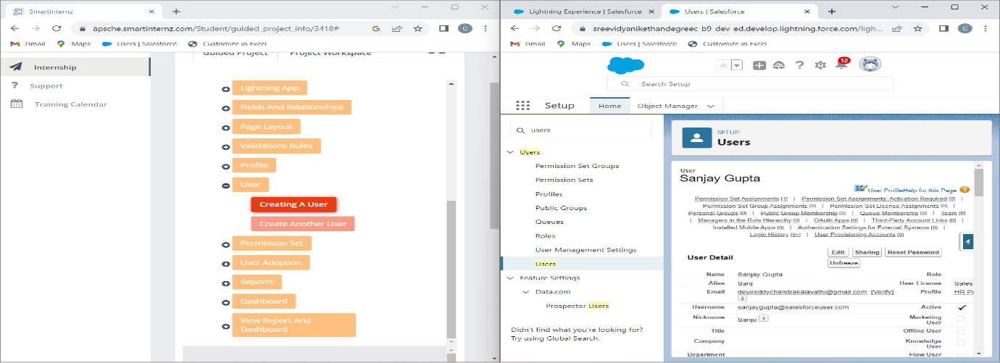 Smartinternz
apsche.smartinternz.com/Student/guided_project_info/3418#
Gmail Maps Users | Salesforce Customize in Excel
Guided Project Project Workspace
Internship
Support
Training Calendar
Lightning App
Fields And Relationships
Page Layout
Validations Rules
Profile
User
Creating A User
Create Another User
Permission Set
User Adoption
Reports
Dashboard
View Report And
Dashboard
Lightning Experience | Salesforce Users | Salesforce
sreevidyanikethandegreec-b9-dev-ed.develop.lightning.force.com/ligh... C
Gmail Maps Users | Salesforce Customize in Excel
12
Search Setup
Setup Home Object Manager
users
Users
Permission Set Groups
Permission Sets
Profiles
Public Groups
Queues
Roles
User Management Settings
Users
Feature Settings
Data.com
Prospector Users
Didn't find what you're looking for?
Try using Global Search.
SETUP
Users
User
Sanjay Gupta
User Profile Help for this Page
Permission Set Assignments [1] | Permission Set Assignments: Activation Required [0] |
Permission Set Group Assignments [0] | Permission Set License Assignments [0] |
Personal Groups [0] | Public Group Membership [0] | Queue Membership [0] | Team [0] |
Managers in the Role Hierarchy [0] | OAuth Apps [0] | Third-Party Account Links [0] |
Installed Mobile Apps [0] | Authentication Settings for External Systems [0] |
Login History [0+] | User Provisioning Accounts [0]
User Detail Edit Sharing Reset Password
Unfreeze
Name Sanjay Gupta Role
Alias Sanj User License Sales
Email devireddychandrakalavathi@gmail.com [Verify] Profile HR Pr
Username sanjaygupta@salesforceuser.com Active
Nickname Sanju Marketing User
Title Offline User
Company Knowledge User
Department Flow User